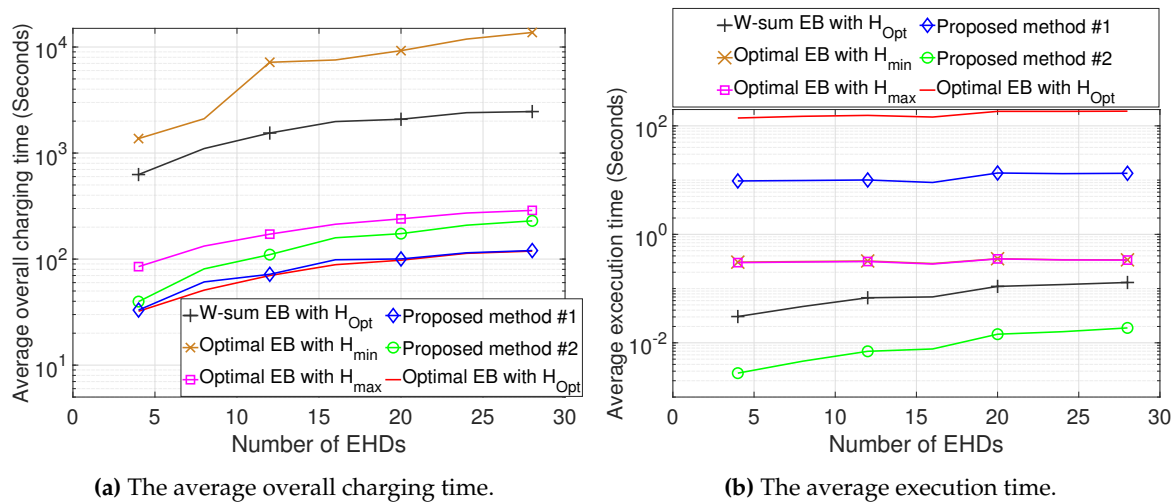 Average overall charging time (Seconds)
10^4
10^3
10^2
10^1
0 5 10 15 20 25 30
Number of EHDs
W-sum EB with H_Opt
Optimal EB with H_min
Optimal EB with H_max
Proposed method #1
Proposed method #2
Optimal EB with H_Opt
(a) The average overall charging time.
W-sum EB with H_Opt
Optimal EB with H_min
Optimal EB with H_max
Proposed method #1
Proposed method #2
Optimal EB with H_Opt
Average excecution time (Seconds)
10^2
10^0
10^-2
0 5 10 15 20 25 30
Number of EHDs
(b) The average execution time.